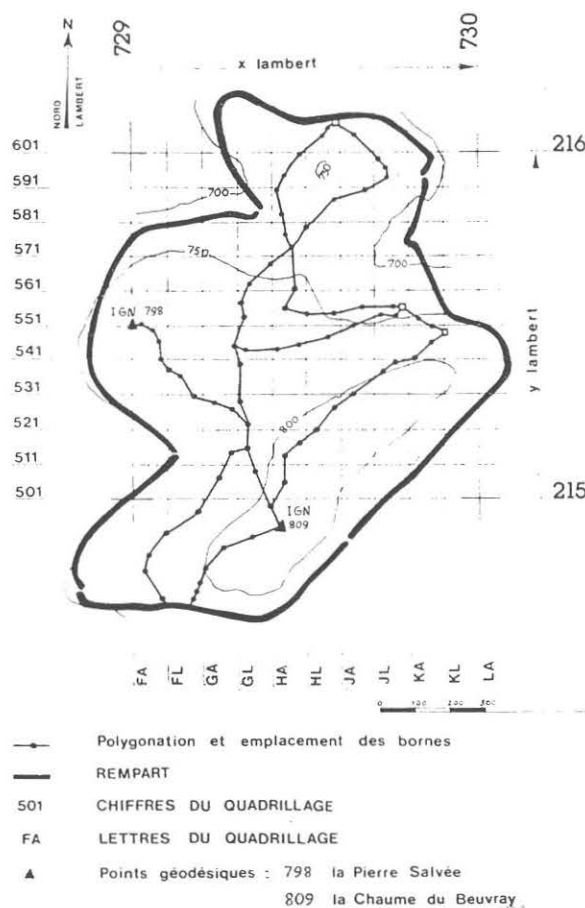 729
730
N
NORD
LAMBERT
x lambert
601
216
591
700
581
571
750
700
561
IGN 798
551
541
y lambert
531
521
800
511
501
215
IGN
809
FA
FL
GA
GL
HA
HL
JA
JL
KA
KL
LA
0 100 200 300
Polygonation et emplacement des bornes
REMPART
501 CHIFFRES DU QUADRILLAGE
FA LETTRES DU QUADRILLAGE
Points géodésiques : 798 la Pierre Salvée
809 la Chaume du Beuvray